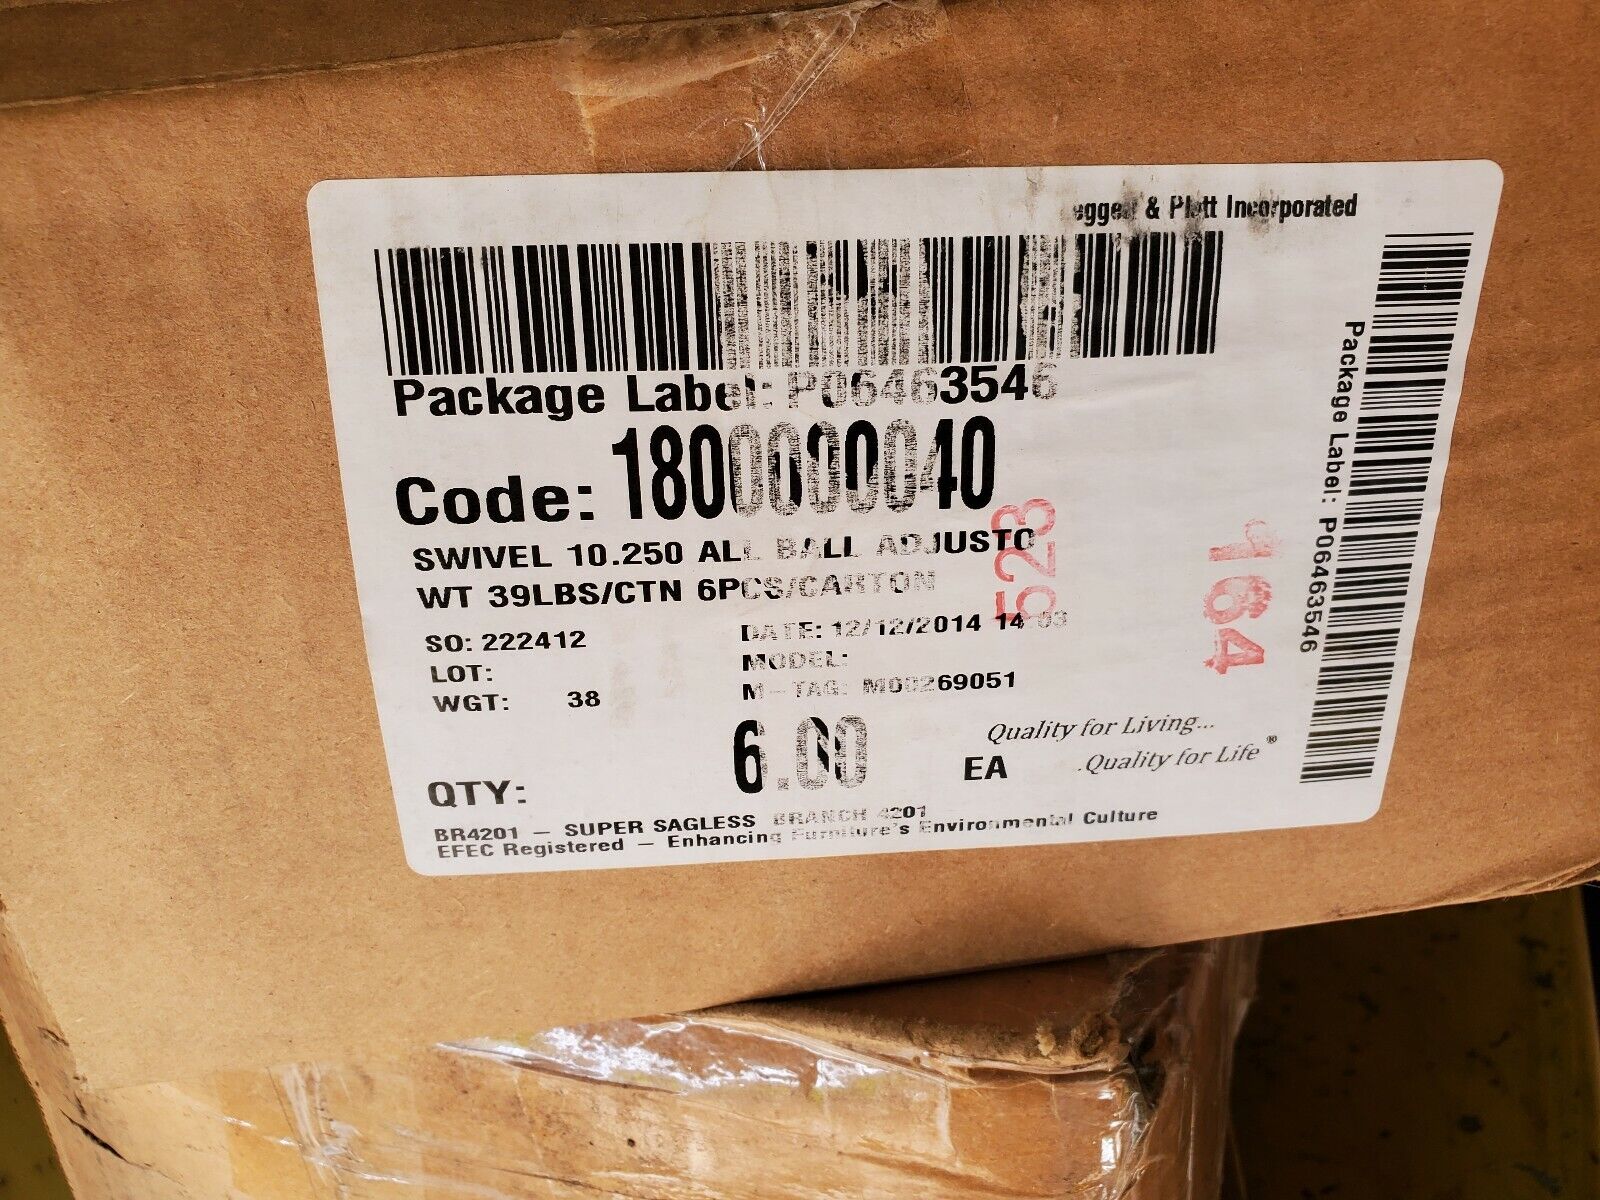 Leggett & Platt Incorporated
Package Label: P06463546
Code: 1800000040
SWIVEL 10.250 ALL BALL ADJUSTO
WT 39LBS/CTN 6PCS/CARTON
SO: 222412
DATE: 12/12/2014 14:03
LOT:
MODEL:
WGT: 38
M-TAG: M00269051
QTY: 6.00 EA
Quality for Living...
...Quality for Life®
BR4201 — SUPER SAGLESS BRANCH 4201
EFEC Registered — Enhancing Furniture's Environmental Culture
Package Label: P06463546
523